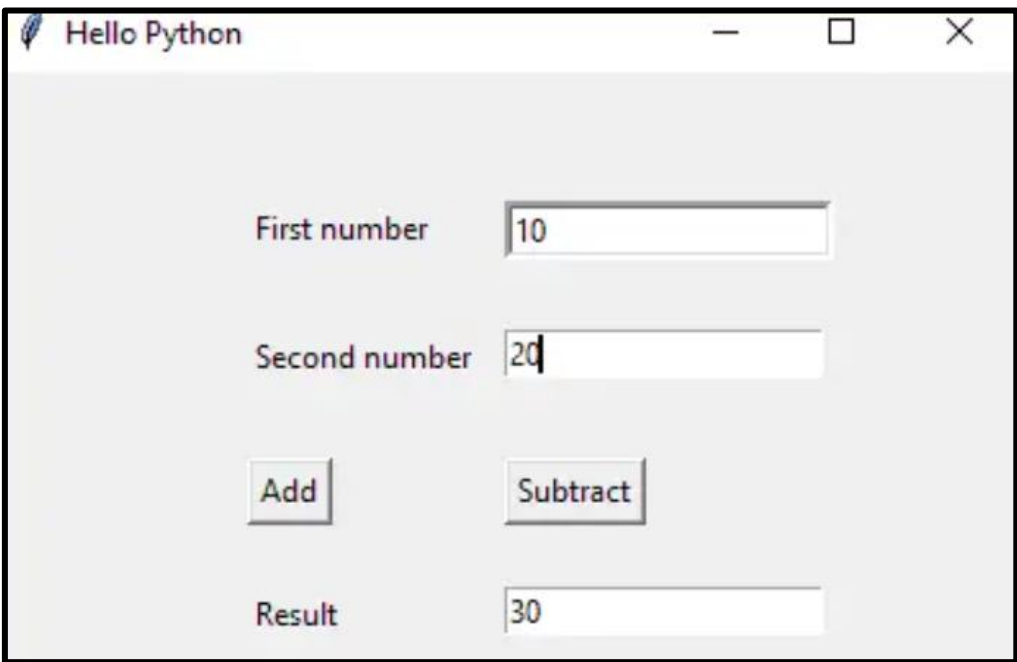 Hello Python
First number 10
Second number 20
Add Subtract
Result 30